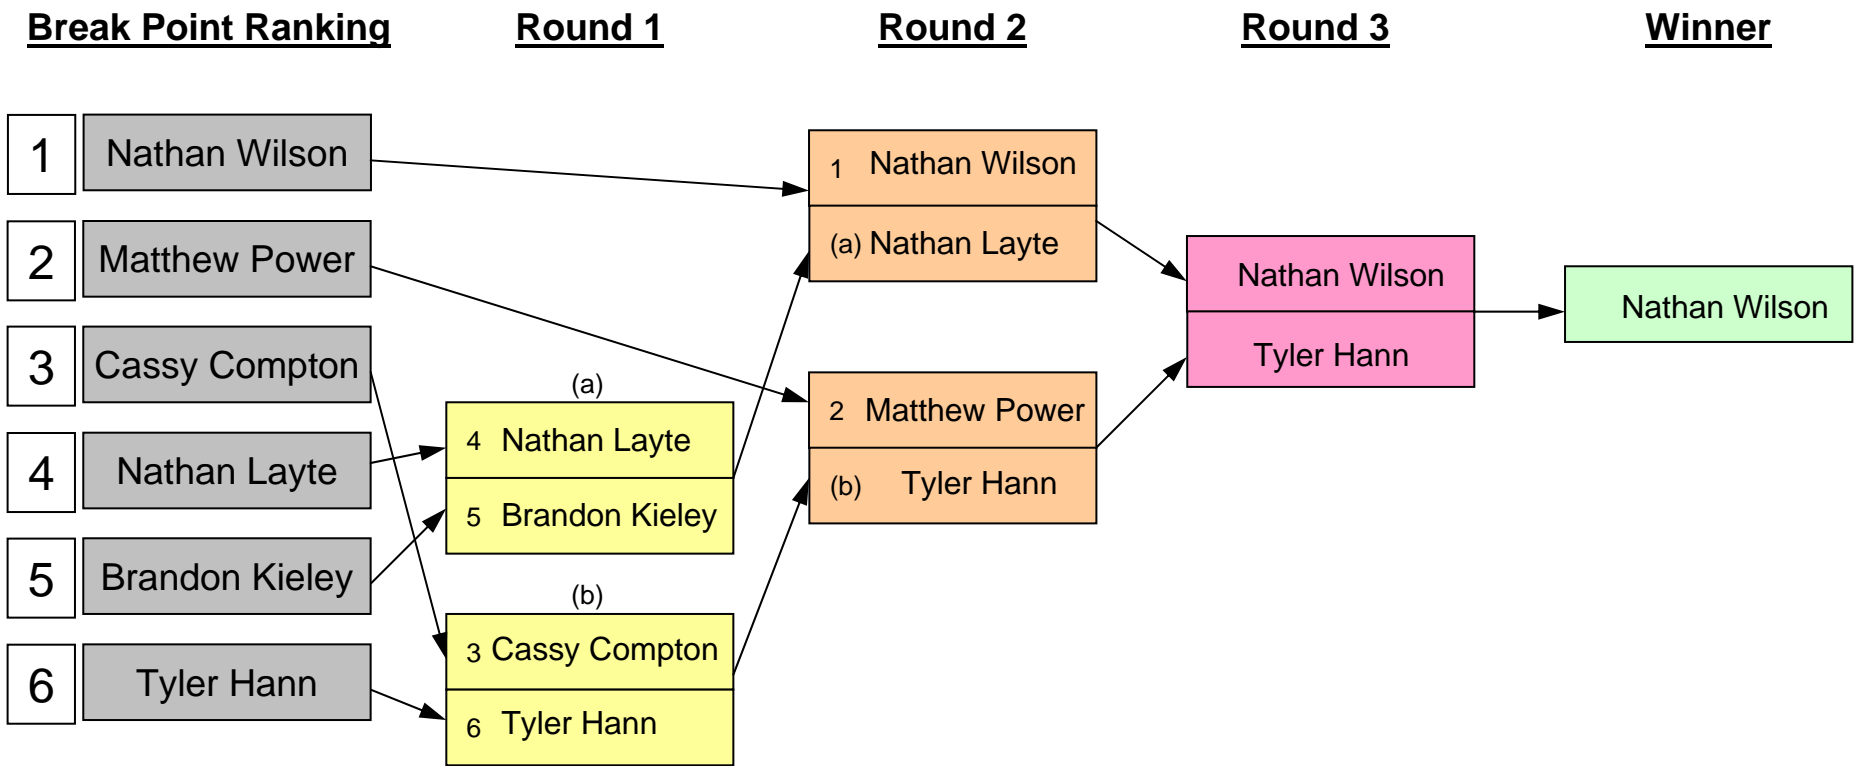 Break Point Ranking
Round 1
Round 2
Round 3
Winner
1 Nathan Wilson
2 Matthew Power
3 Cassy Compton
4 Nathan Layte
5 Brandon Kieley
6 Tyler Hann
(a)
4 Nathan Layte
5 Brandon Kieley
(b)
3 Cassy Compton
6 Tyler Hann
1 Nathan Wilson
(a) Nathan Layte
2 Matthew Power
(b) Tyler Hann
Nathan Wilson
Tyler Hann
Nathan Wilson